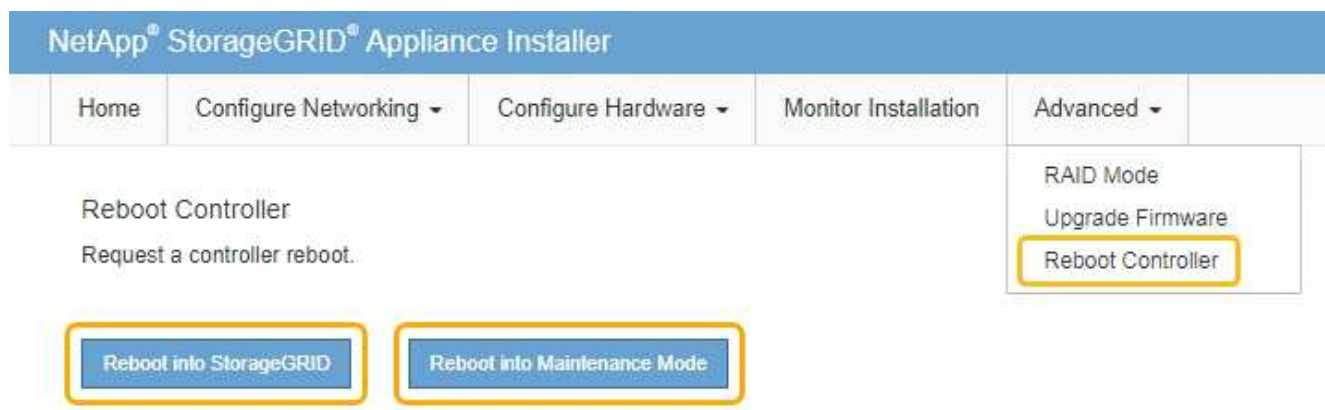 NetApp® StorageGRID® Appliance Installer
Home Configure Networking Configure Hardware Monitor Installation Advanced
RAID Mode
Upgrade Firmware
Reboot Controller
Reboot Controller
Request a controller reboot.
Reboot into StorageGRID Reboot into Maintenance Mode